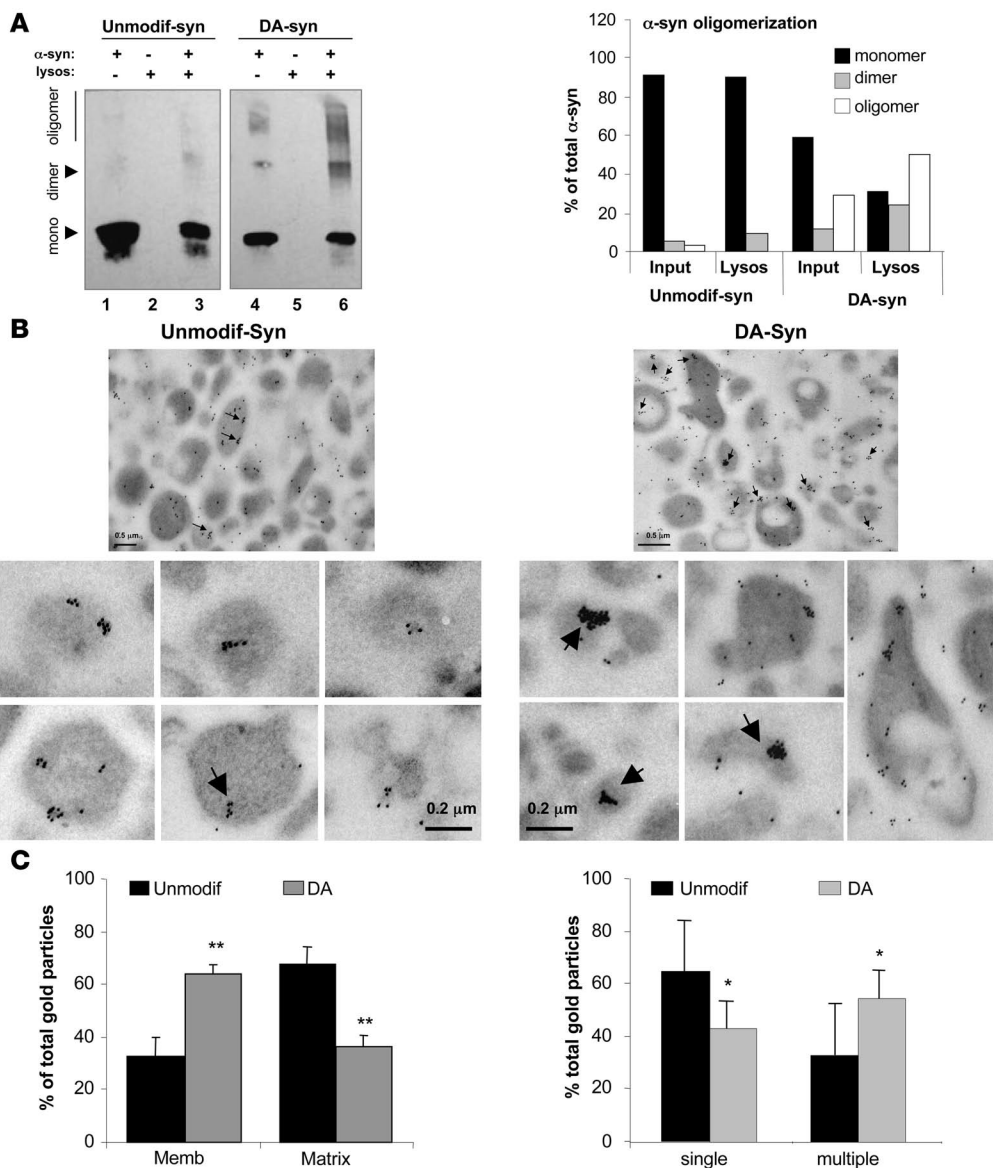 A
Unmodif-syn DA-syn
α-syn: + - + + - +
lysos: - + + - + +
oligomer
dimer
mono
1 2 3 4 5 6
α-syn oligomerization
monomer
dimer
oligomer
% of total α-syn
120
100
80
60
40
20
0
Input Lysos Input Lysos
Unmodif-syn DA-syn
B
Unmodif-Syn DA-Syn
0.5 µm
0.5 µm
0.2 µm
0.2 µm
C
% of total gold particles
100
80
60
40
20
0
Unmodif DA
**
**
Memb Matrix
% total gold particles
100
80
60
40
20
0
Unmodif DA
*
*
single multiple